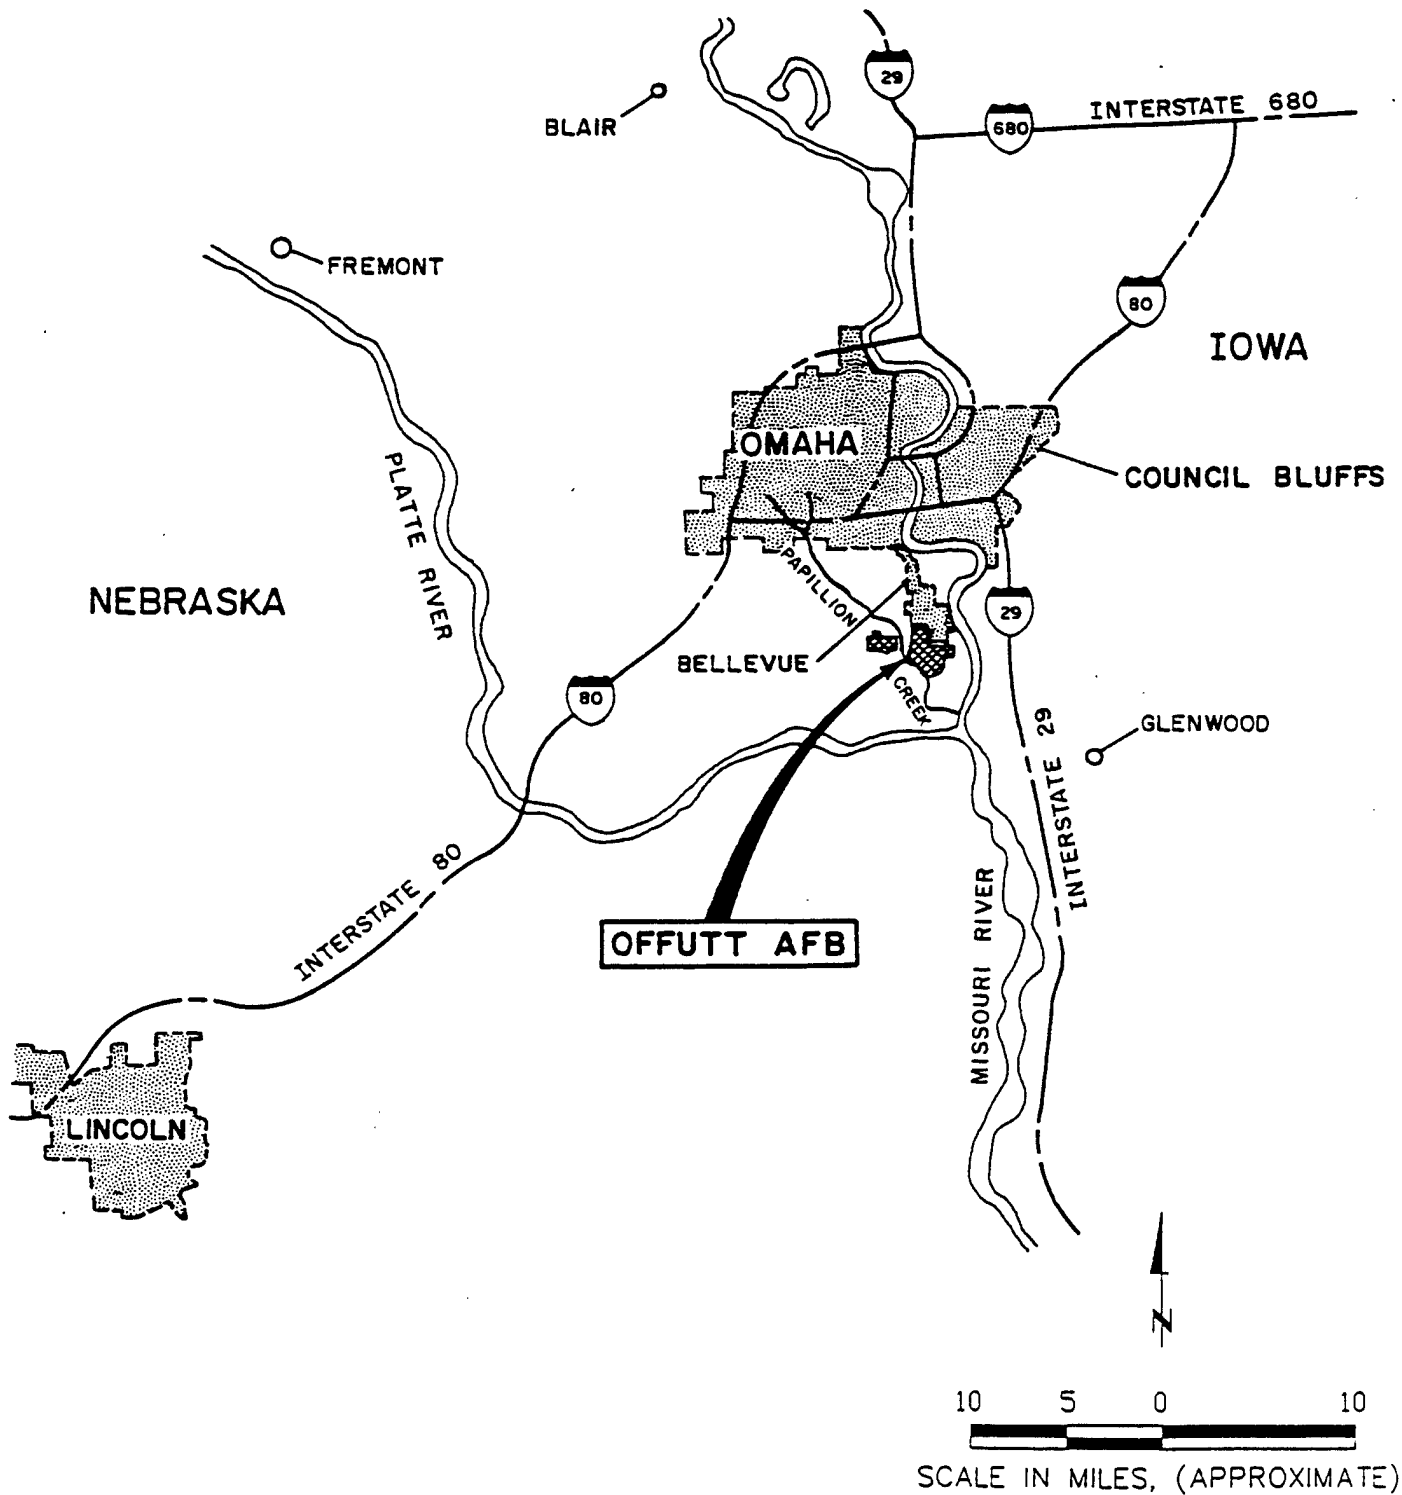 29
INTERSTATE 680
680
BLAIR
FREMONT
80
IOWA
OMAHA
COUNCIL BLUFFS
PLATTE RIVER
PAPILLION
NEBRASKA
29
BELLEVUE
80
CREEK
GLENWOOD
INTERSTATE 29
INTERSTATE 80
OFFUTT AFB
MISSOURI RIVER
LINCOLN
N
10 5 0 10
SCALE IN MILES, (APPROXIMATE)